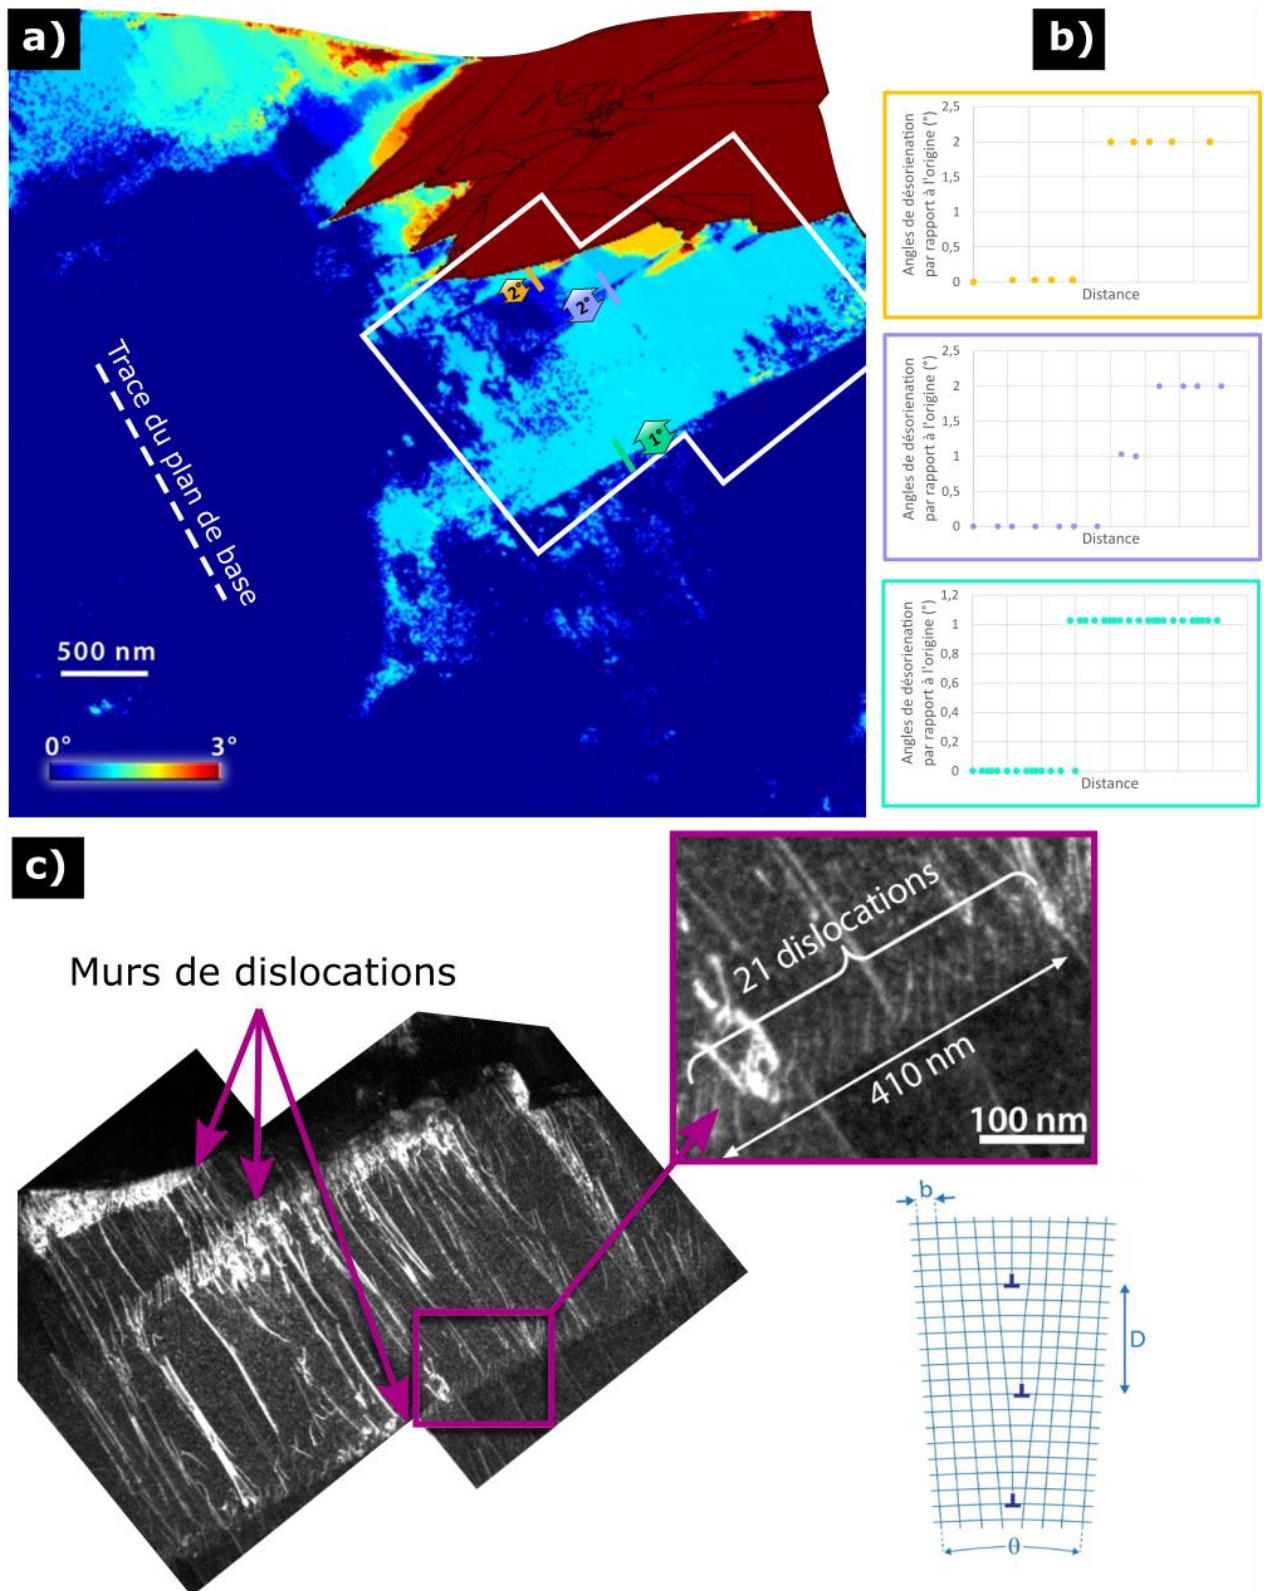 a)
Trace du plan de base
500 nm
0°
3°
2°
2°
1°
b)
Angles de désorienation
par rapport à l'origine (°)
2,5
2
1,5
1
0,5
0
Distance
Angles de désorienation
par rapport à l'origine (°)
2,5
2
1,5
1
0,5
0
Distance
Angles de désorienation
par rapport à l'origine (°)
1,2
1
0,8
0,6
0,4
0,2
0
Distance
c)
Murs de dislocations
21 dislocations
410 nm
100 nm
b
D
θ